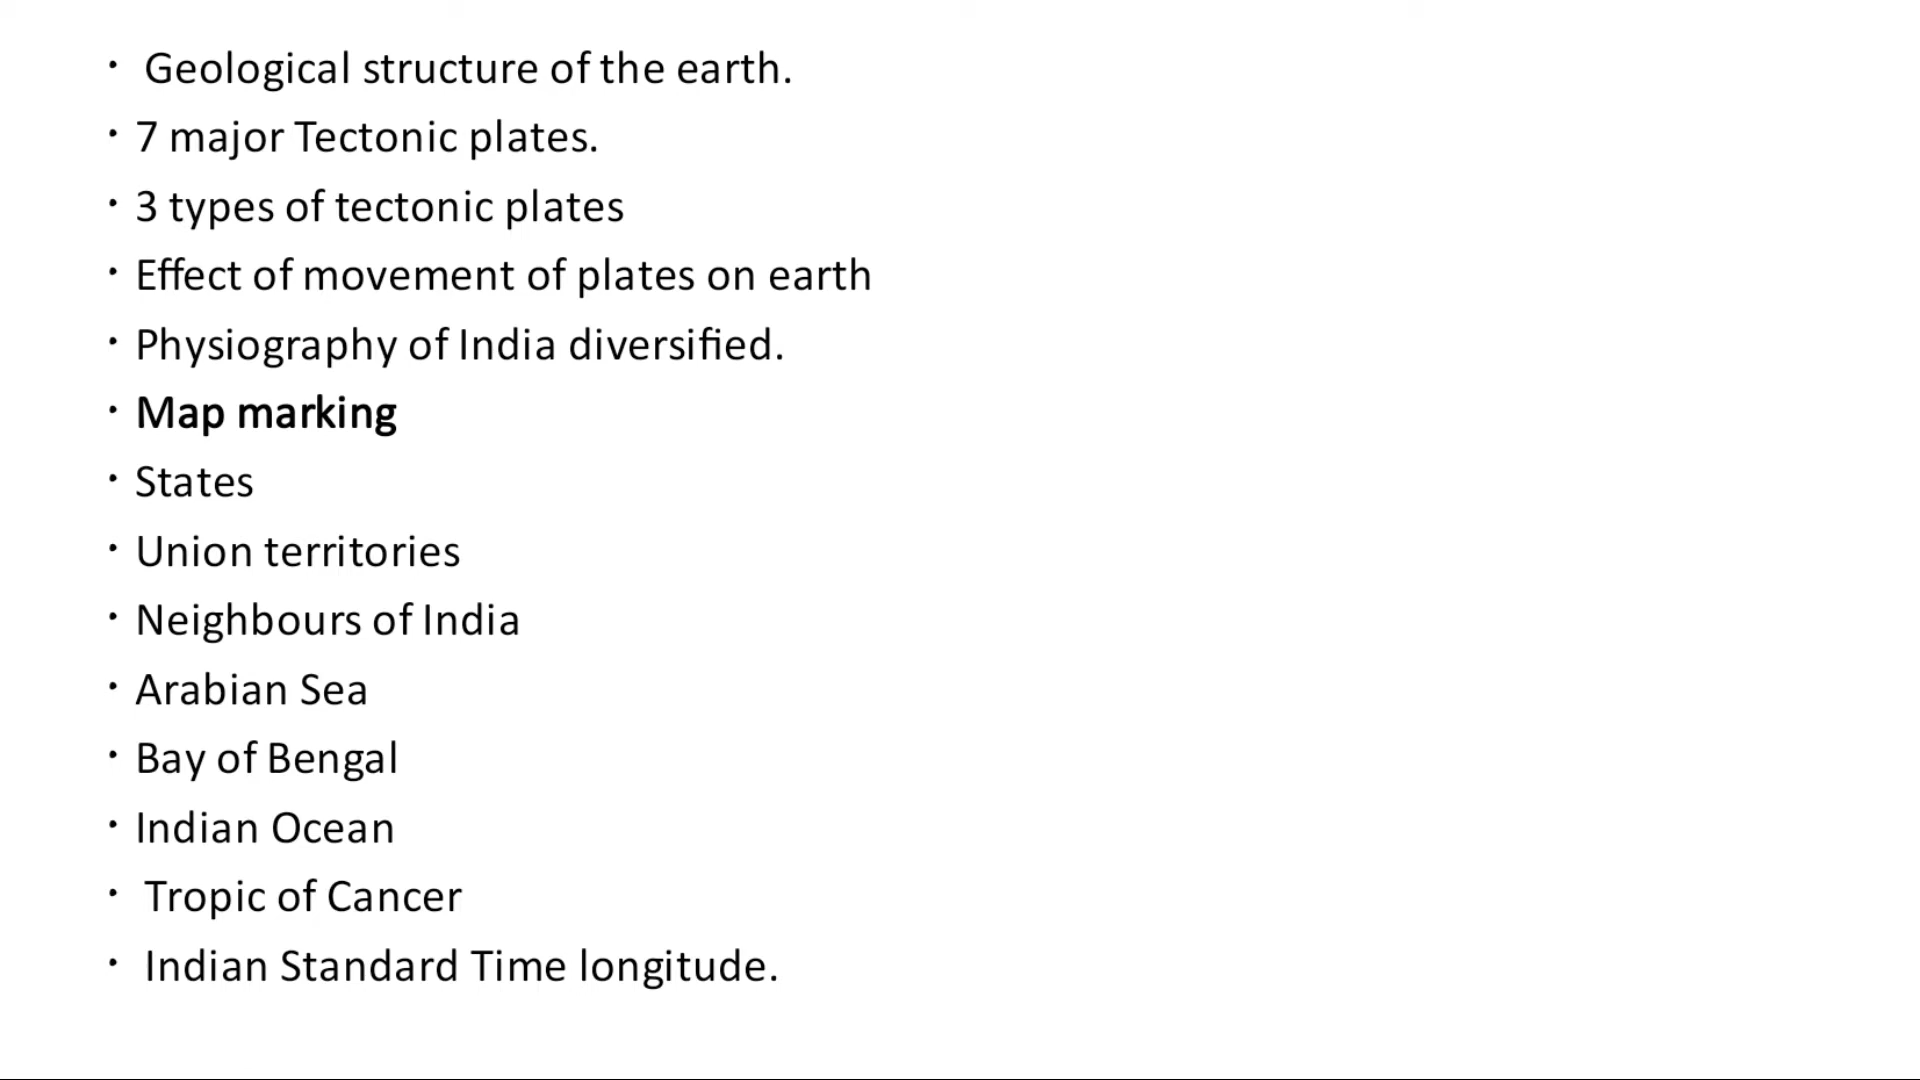 • Geological structure of the earth.
• 7 major Tectonic plates.
• 3 types of tectonic plates
• Effect of movement of plates on earth
• Physiography of India diversified.
• Map marking
• States
• Union territories
• Neighbours of India
• Arabian Sea
• Bay of Bengal
• Indian Ocean
• Tropic of Cancer
• Indian Standard Time longitude.